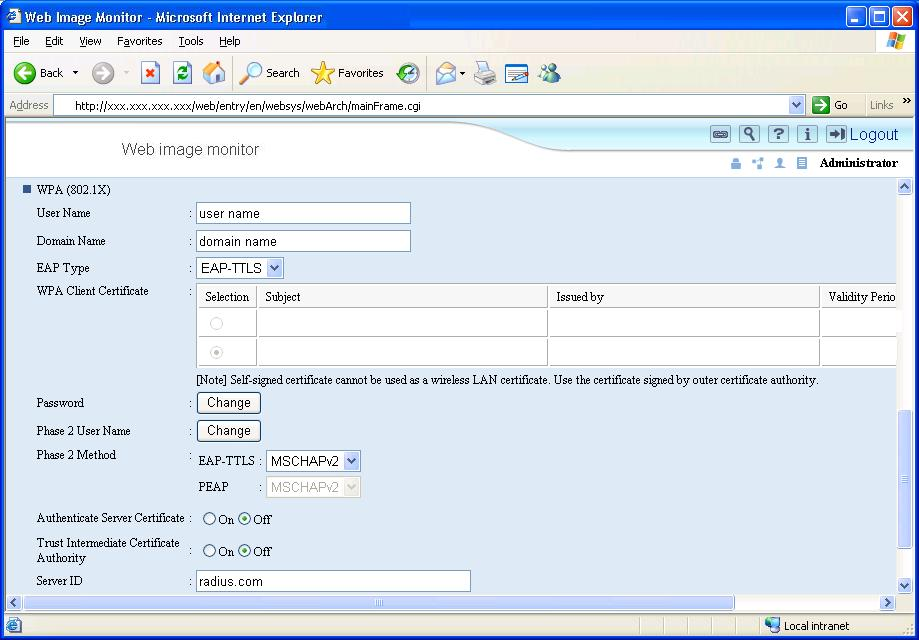 Web Image Monitor - Microsoft Internet Explorer
File Edit View Favorites Tools Help
Back Search Favorites
Address http://xxx.xxx.xxx.xxx/web/entry/en/websys/webArch/mainFrame.cgi Go Links »
Web image monitor
Logout
Administrator
WPA (802.1X)
User Name : user name
Domain Name : domain name
EAP Type : EAP-TTLS
WPA Client Certificate :
Selection Subject Issued by Validity Perio
[Note] Self-signed certificate cannot be used as a wireless LAN certificate. Use the certificate signed by outer certificate authority.
Password : Change
Phase 2 User Name : Change
Phase 2 Method : EAP-TTLS : MSCHAPv2
PEAP : MSCHAPv2
Authenticate Server Certificate : On Off
Trust Intermediate Certificate
Authority : On Off
Server ID : radius.com
Local intranet